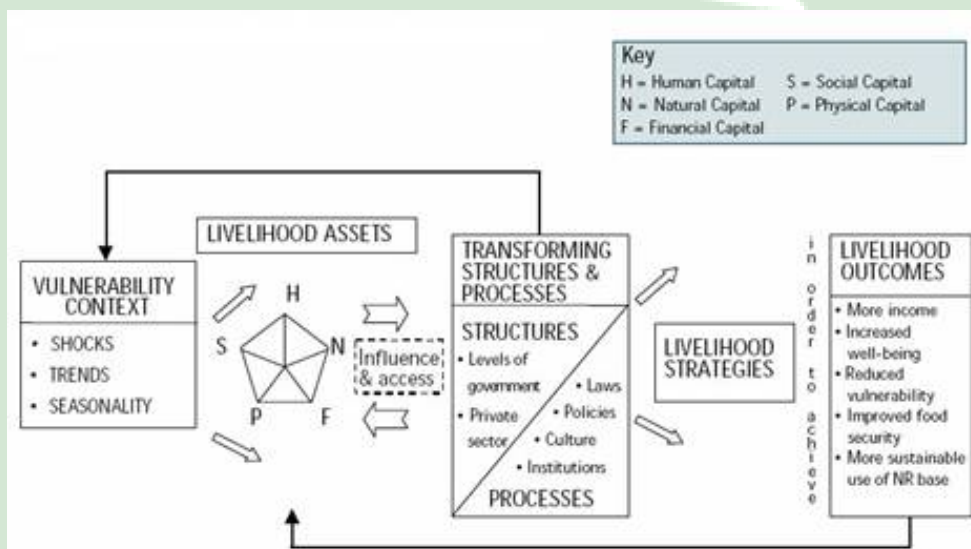 Key
H = Human Capital S = Social Capital
N = Natural Capital P = Physical Capital
F = Financial Capital
LIVELIHOOD ASSETS
VULNERABILITY
CONTEXT
• SHOCKS
• TRENDS
• SEASONALITY
H
S
N
P
F
Influence
& access
TRANSFORMING
STRUCTURES &
PROCESSES
STRUCTURES
• Levels of
government
• Private
sector
• Laws
• Policies
• Culture
• Institutions
PROCESSES
LIVELIHOOD
STRATEGIES
in order to achieve
LIVELIHOOD
OUTCOMES
• More income
• Increased
well-being
• Reduced
vulnerability
• Improved food
security
• More sustainable
use of NR base